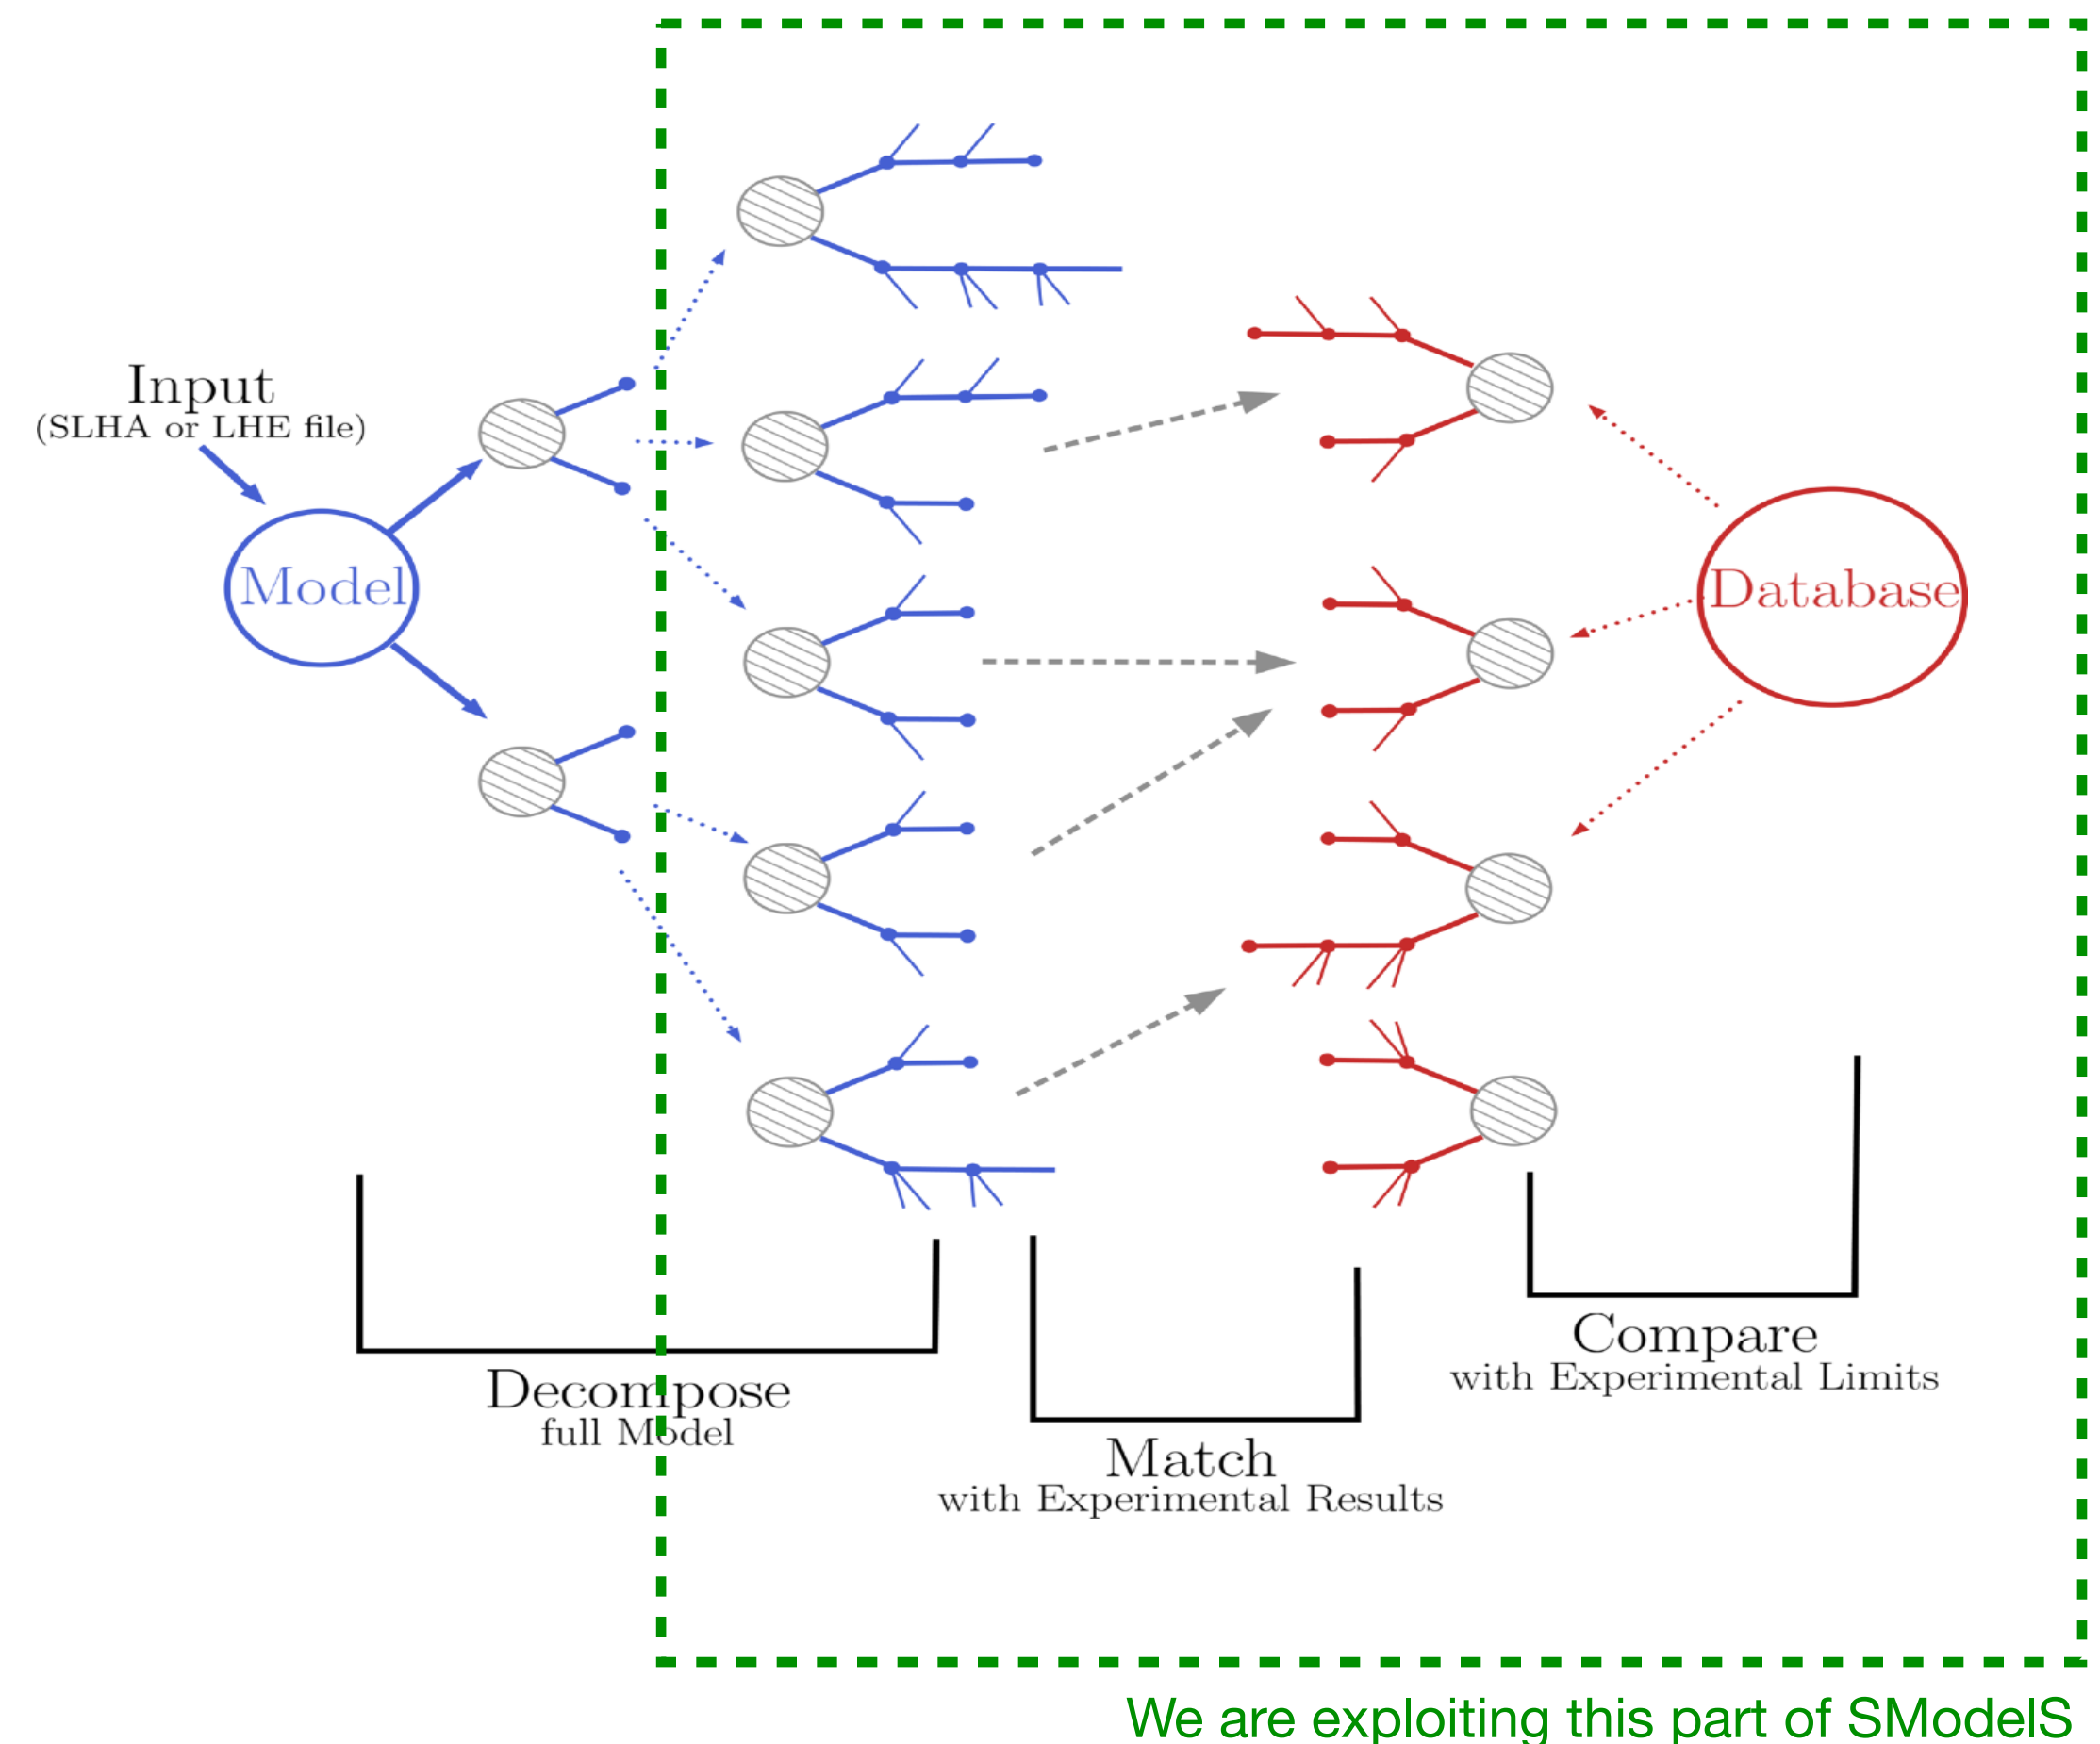 Input
(SLHA or LHE file)
Model
Database
Decompose
full Model
Match
with Experimental Results
Compare
with Experimental Limits
We are exploiting this part of SModelS